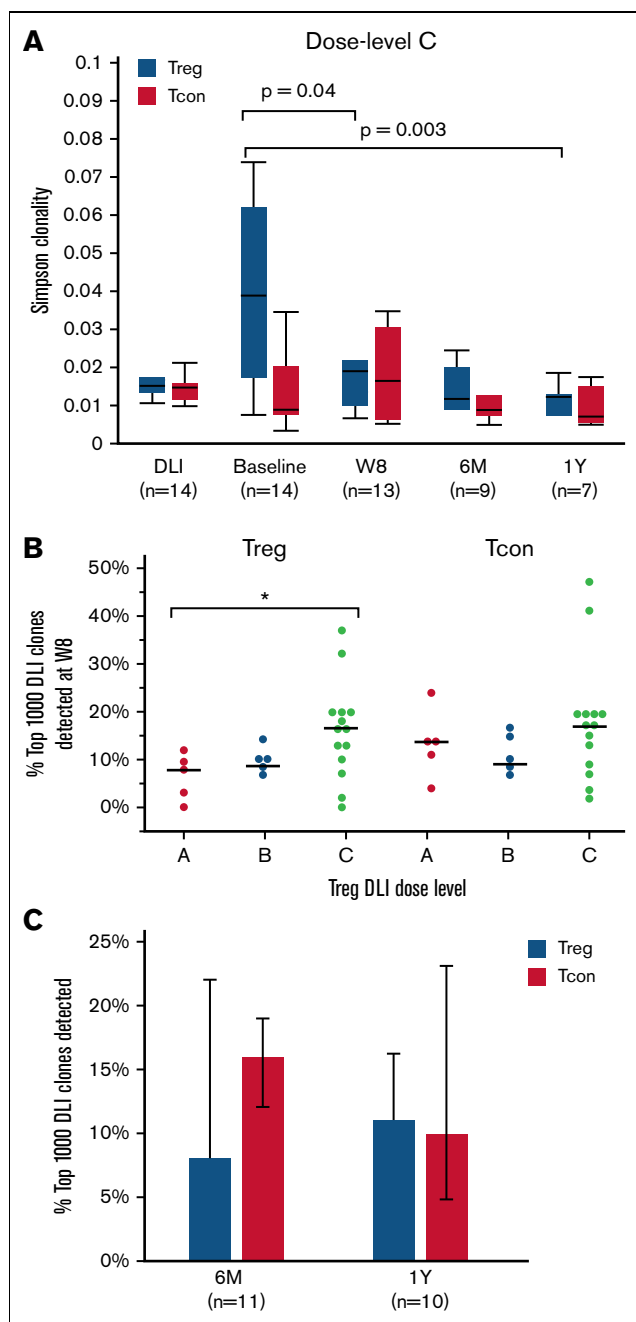 A
Dose-level C
Treg
Tcon
p = 0.04
p = 0.003
0.1
0.09
0.08
0.07
0.06
0.05
0.04
0.03
0.02
0.01
0
Simpson clonality
DLI Baseline W8 6M 1Y
(n=14) (n=14) (n=13) (n=9) (n=7)
B
Treg Tcon
*
50%
40%
30%
20%
10%
0%
% Top 1000 DLI clones
detected at W8
A B C A B C
Treg DLI dose level
C
Treg
Tcon
25%
20%
15%
10%
5%
0%
% Top 1000 DLI clones detected
6M 1Y
(n=11) (n=10)